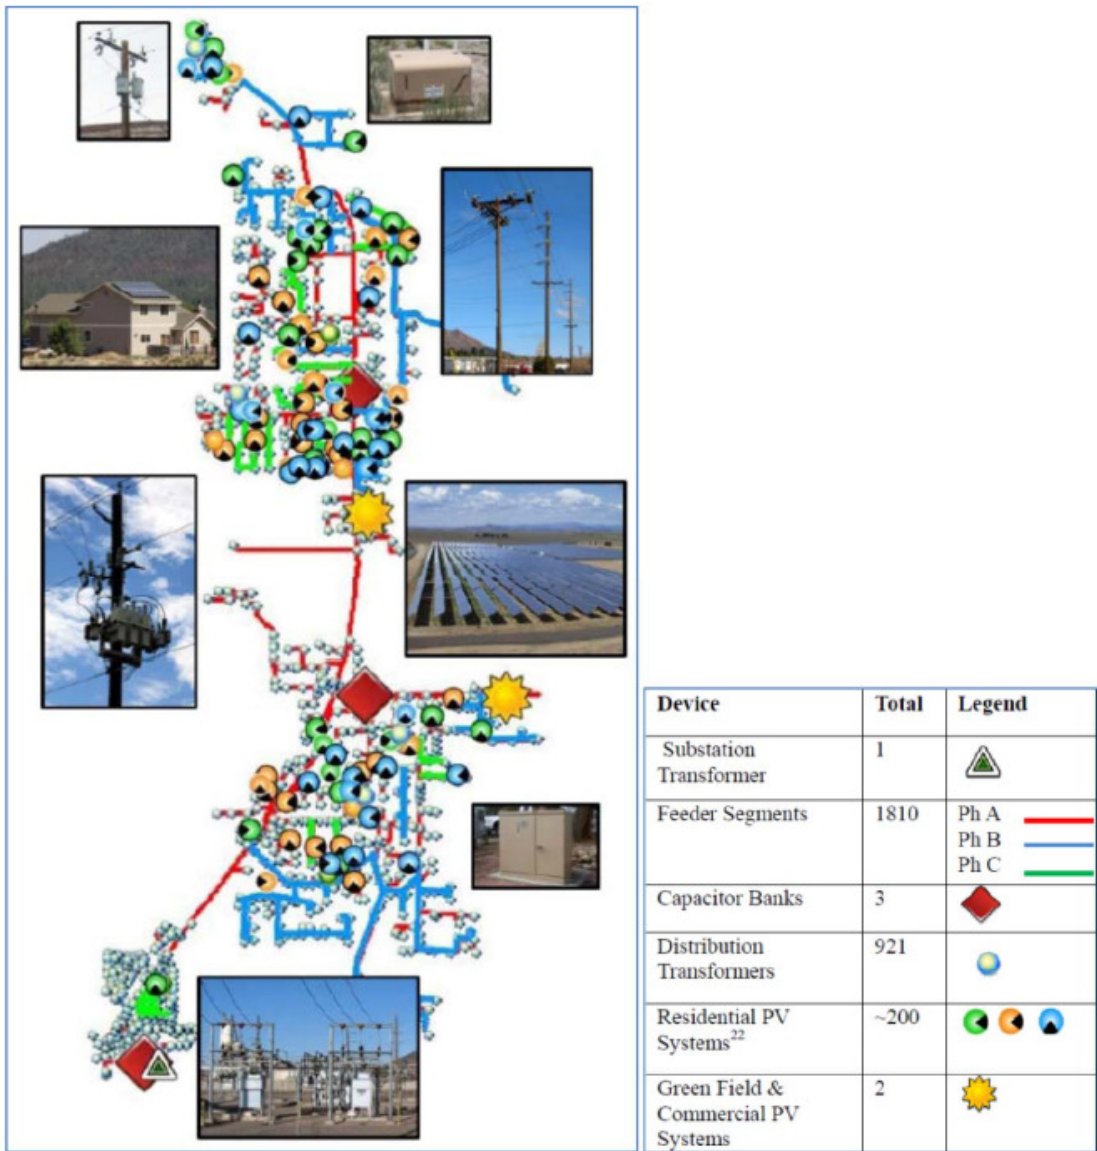 Device Total Legend
Substation 1
Transformer
Feeder Segments 1810 Ph A
Ph B
Ph C
Capacitor Banks 3
Distribution 921
Transformers
Residential PV ~200
Systems22
Green Field & 2
Commercial PV
Systems